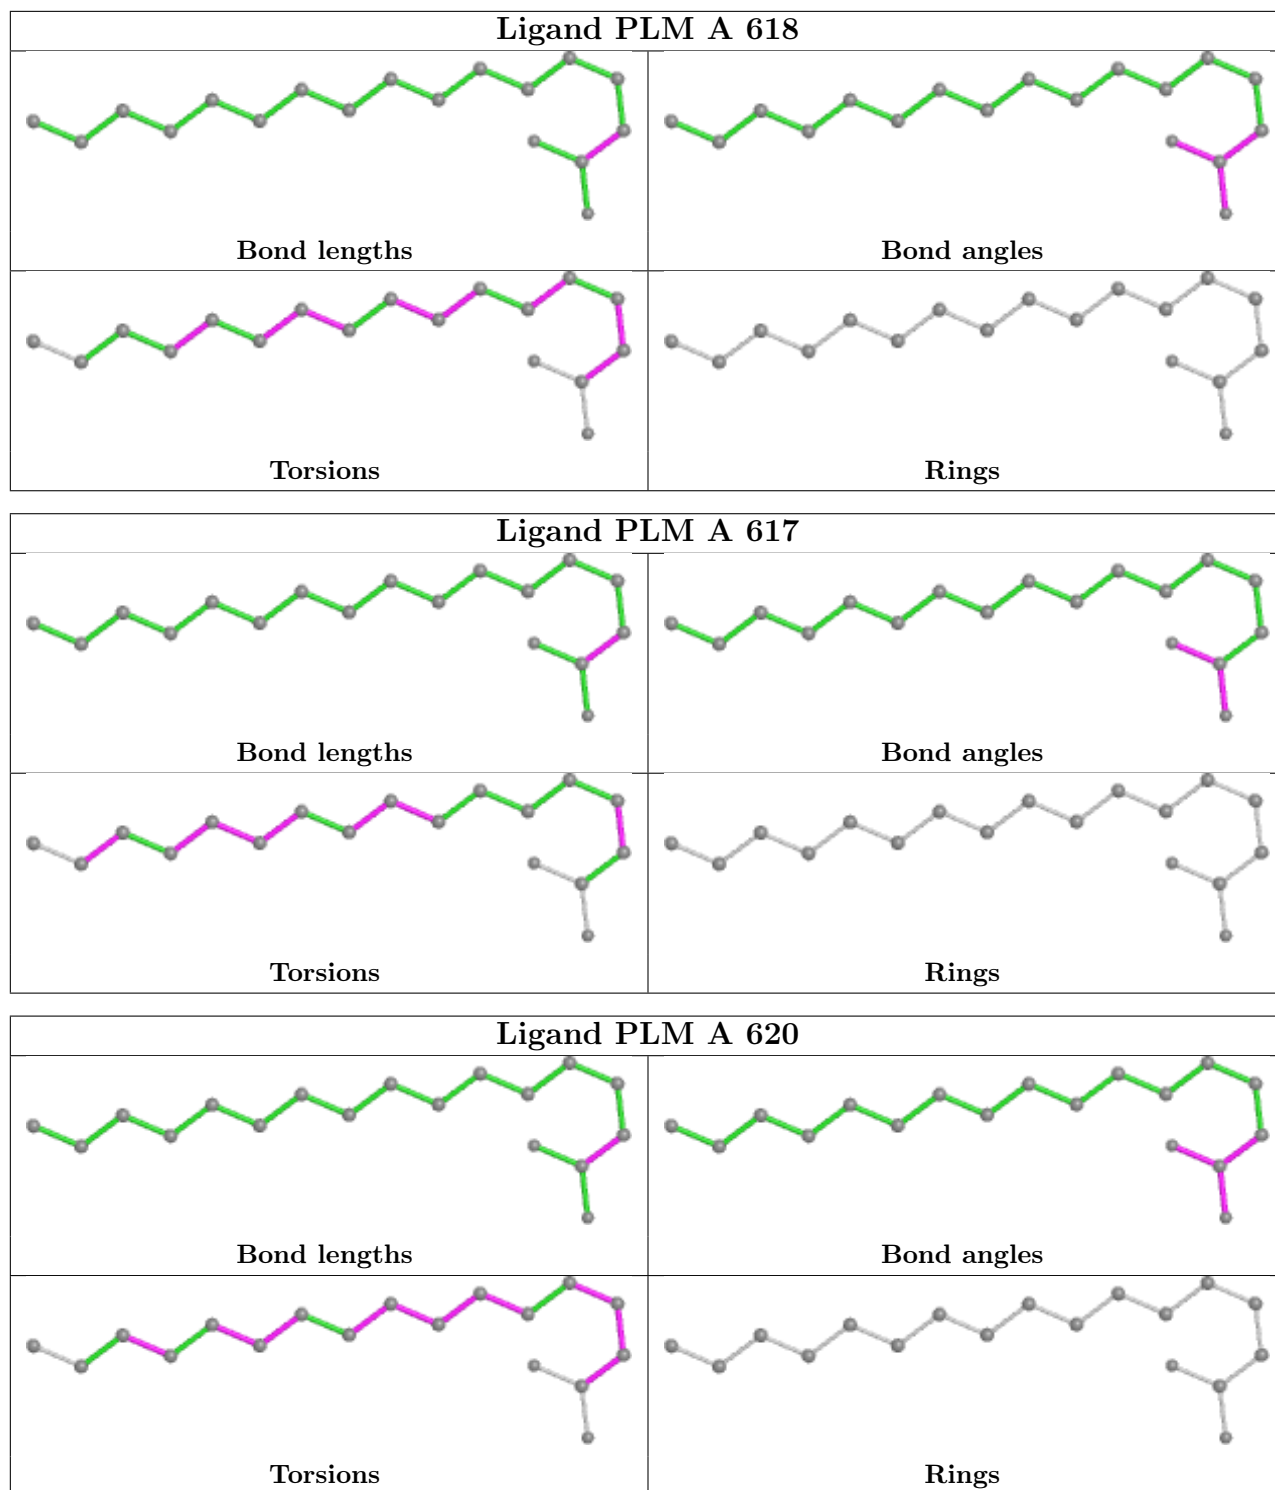 Ligand PLM A 618
Bond lengths
Bond angles
Torsions
Rings
Ligand PLM A 617
Bond lengths
Bond angles
Torsions
Rings
Ligand PLM A 620
Bond lengths
Bond angles
Torsions
Rings